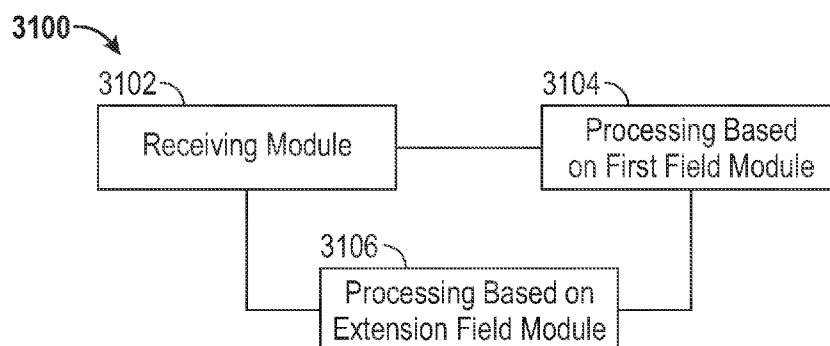 3100
3102
Receiving Module
3104
Processing Based
on First Field Module
3106
Processing Based on
Extension Field Module